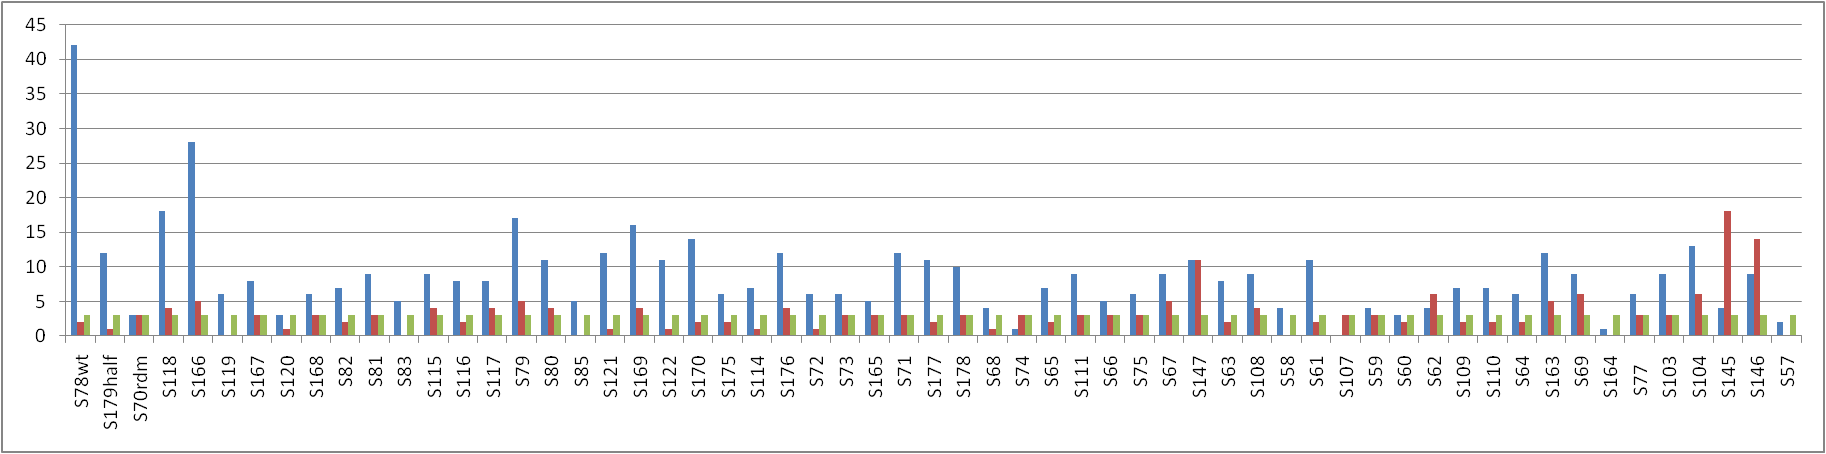 45
40
35
30
25
20
15
10
5
0
S78wt
S179half
S70rdm
S118
S166
S119
S167
S120
S168
S82
S81
S83
S115
S116
S117
S79
S80
S85
S121
S169
S122
S170
S175
S114
S176
S72
S73
S165
S71
S177
S178
S68
S74
S65
S111
S66
S75
S67
S147
S63
S108
S58
S61
S107
S59
S60
S62
S109
S110
S64
S163
S69
S164
S77
S103
S104
S145
S146
S57